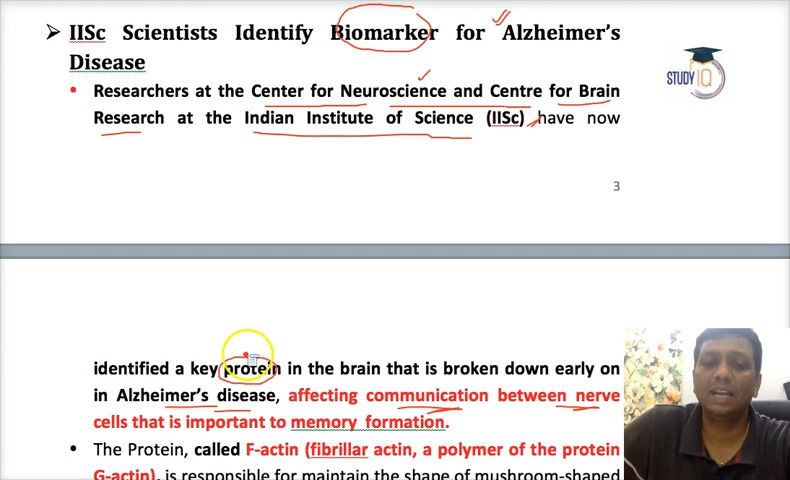 ➤ IISc Scientists Identify Biomarker for Alzheimer's
Disease
• Researchers at the Center for Neuroscience and Centre for Brain
Research at the Indian Institute of Science (IISc) have now
STUDY IQ
3
identified a key protein in the brain that is broken down early on
in Alzheimer's disease, affecting communication between nerve
cells that is important to memory formation.
• The Protein, called F-actin (fibrillar actin, a polymer of the protein
G-actin), is responsible for maintain the shape of mushroom-shaped